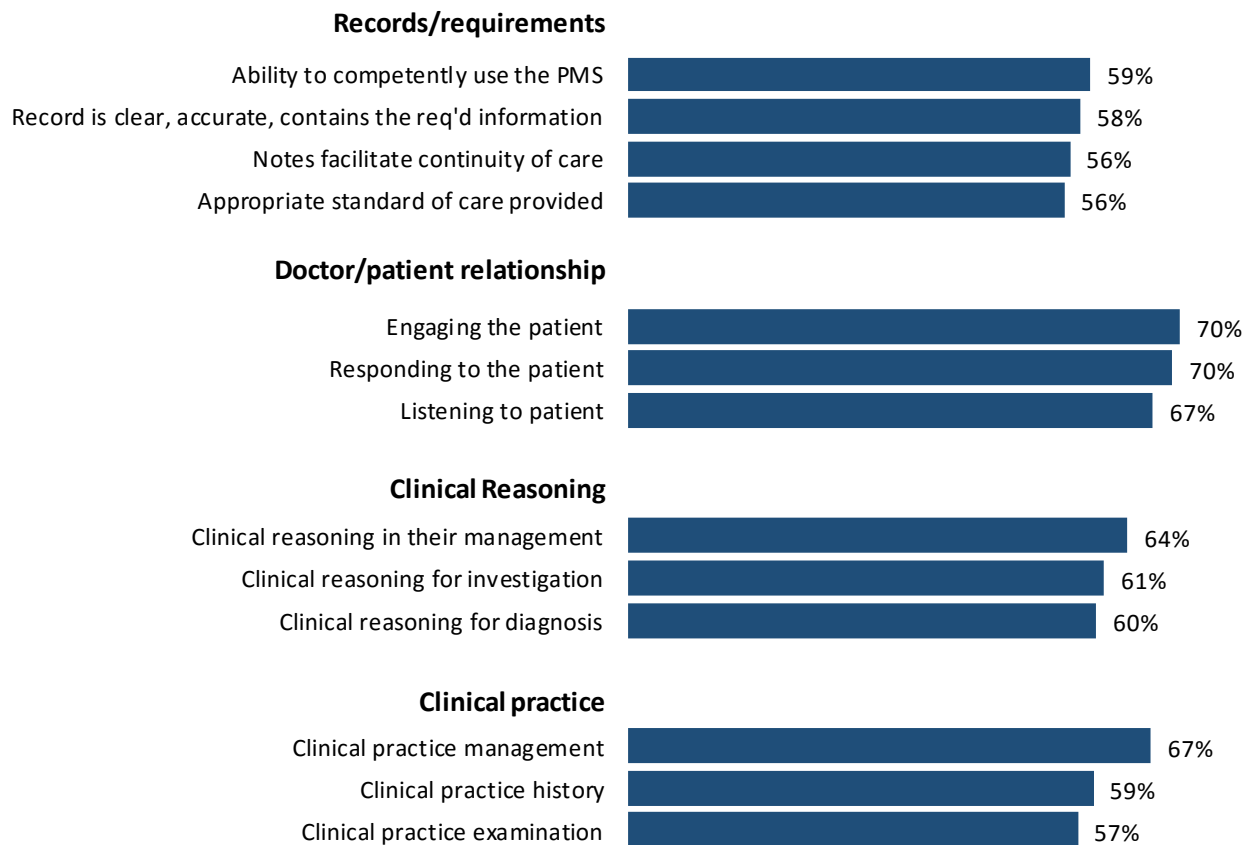 Records/requirements
Ability to competently use the PMS 59%
Record is clear, accurate, contains the req'd information 58%
Notes facilitate continuity of care 56%
Appropriate standard of care provided 56%
Doctor/patient relationship
Engaging the patient 70%
Responding to the patient 70%
Listening to patient 67%
Clinical Reasoning
Clinical reasoning in their management 64%
Clinical reasoning for investigation 61%
Clinical reasoning for diagnosis 60%
Clinical practice
Clinical practice management 67%
Clinical practice history 59%
Clinical practice examination 57%